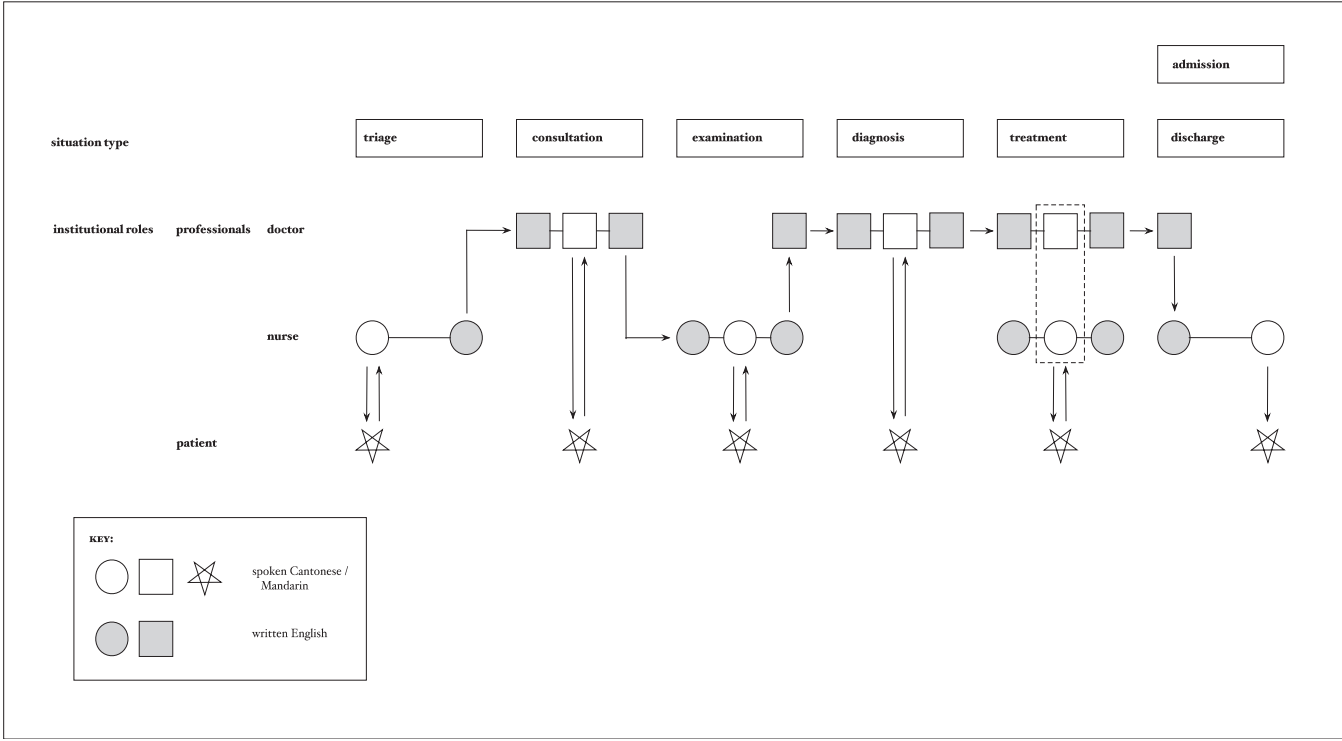 admission
situation type
triage
consultation
examination
diagnosis
treatment
discharge
institutional roles
professionals
doctor
nurse
patient
KEY:
spoken Cantonese /
Mandarin
written English